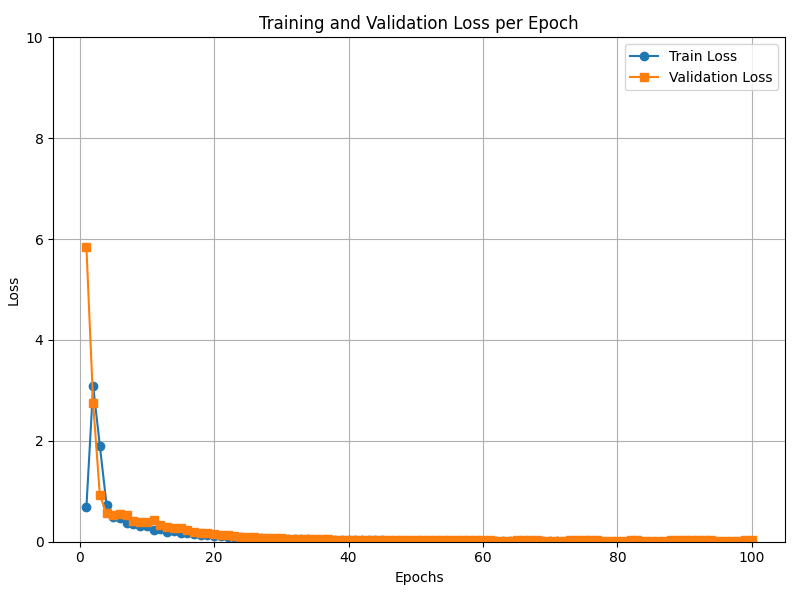 Training and Validation Loss per Epoch
Train Loss
Validation Loss
Loss
10
8
6
4
2
0
0 20 40 60 80 100
Epochs